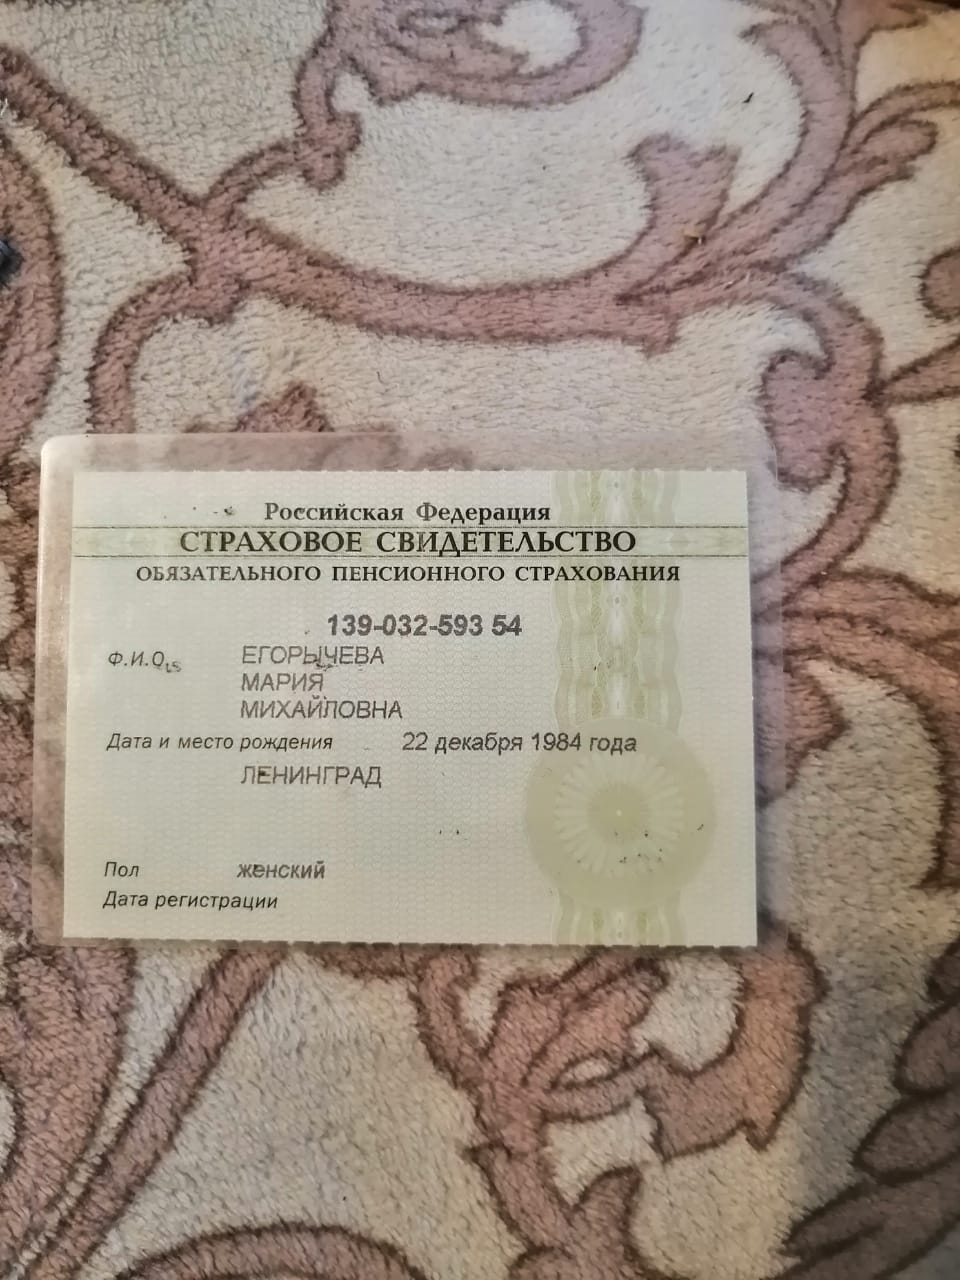 Российская Федерация
СТРАХОВОЕ СВИДЕТЕЛЬСТВО
ОБЯЗАТЕЛЬНОГО ПЕНСИОННОГО СТРАХОВАНИЯ
139-032-593 54
Ф.И.О. ЕГОРЫЧЕВА
МАРИЯ
МИХАЙЛОВНА
Дата и место рождения 22 декабря 1984 года
ЛЕНИНГРАД
Пол женский
Дата регистрации